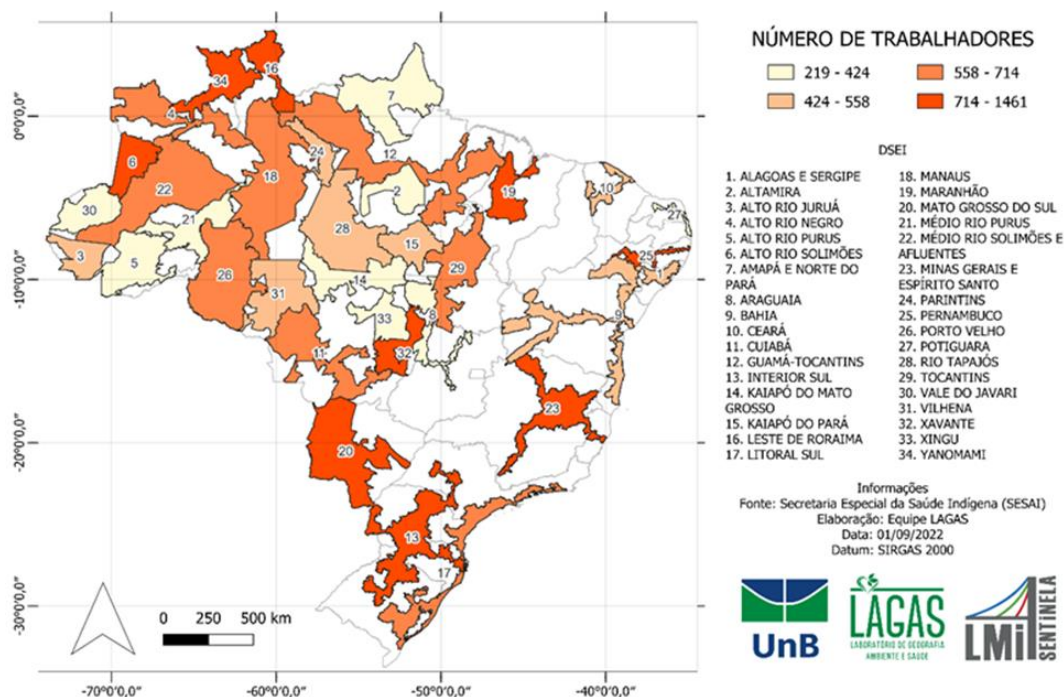 NÚMERO DE TRABALHADORES
219 - 424
558 - 714
424 - 558
714 - 1461
DSEI
1. ALAGOAS E SERGIPE
2. ALTAMIRA
3. ALTO RIO JURUÁ
4. ALTO RIO NEGRO
5. ALTO RIO PURUS
6. ALTO RIO SOLIMÕES
7. AMAPÁ E NORTE DO
PARÁ
8. ARAGUAIA
9. BAHIA
10. CEARÁ
11. CUIABÁ
12. GUAMÁ-TOCANTINS
13. INTERIOR SUL
14. KAIAPÓ DO MATO
GROSSO
15. KAIAPÓ DO PARÁ
16. LESTE DE RORAIMA
17. LITORAL SUL
18. MANAUS
19. MARANHÃO
20. MATO GROSSO DO SUL
21. MÉDIO RIO PURUS
22. MÉDIO RIO SOLIMÕES E
AFLUENTES
23. MINAS GERAIS E
ESPÍRITO SANTO
24. PARINTINS
25. PERNAMBUCO
26. PORTO VELHO
27. POTIGUARA
28. RIO TAPAJÓS
29. TOCANTINS
30. VALE DO JAVARI
31. VILHENA
32. XAVANTE
33. XINGU
34. YANOMAMI
Informações
Fonte: Secretaria Especial da Saúde Indígena (SESAI)
Elaboração: Equipe LAGAS
Data: 01/09/2022
Datum: SIRGAS 2000
UnB
LAGAS
LABORATÓRIO DE GEOGRAFIA
AMBIENTE E SAÚDE
LMi
SENTINELA
0°0'0,0"
-10°0'0,0"
-20°0'0,0"
-30°0'0,0"
-70°0'0,0"
-60°0'0,0"
-50°0'0,0"
-40°0'0,0"
0 250 500 km
34
16
7
4
6
24
12
18
2
19
10
22
30
21
28
15
27
3
5
26
29
25
1
14
31
33
8
9
11
32
23
20
13
17